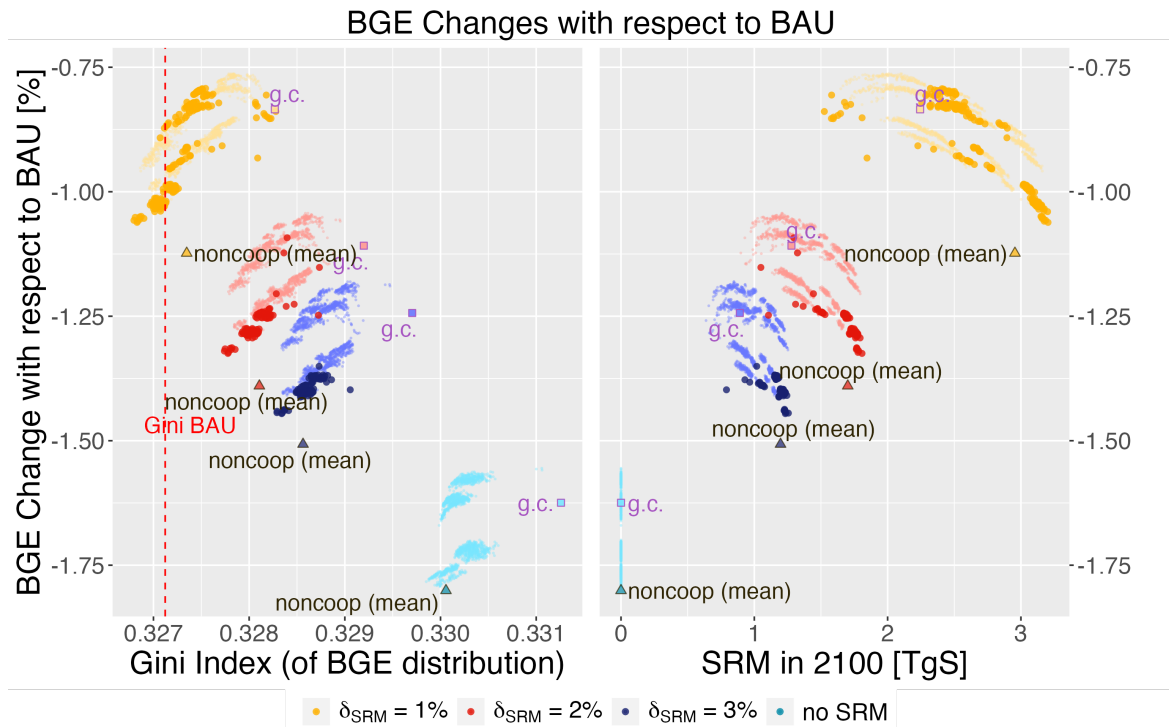 BGE Changes with respect to BAU
BGE Change with respect to BAU [%]
-0.75
-1.00
-1.25
-1.50
-1.75
g.c.
noncoop (mean)
g.c.
g.c.
noncoop (mean)
Gini BAU
noncoop (mean)
g.c.
noncoop (mean)
0.327
0.328
0.329
0.330
0.331
Gini Index (of BGE distribution)
g.c.
g.c.
noncoop (mean)
g.c.
noncoop (mean)
noncoop (mean)
g.c.
noncoop (mean)
-0.75
-1.00
-1.25
-1.50
-1.75
0
1
2
3
SRM in 2100 [TgS]
δSRM = 1%
δSRM = 2%
δSRM = 3%
no SRM